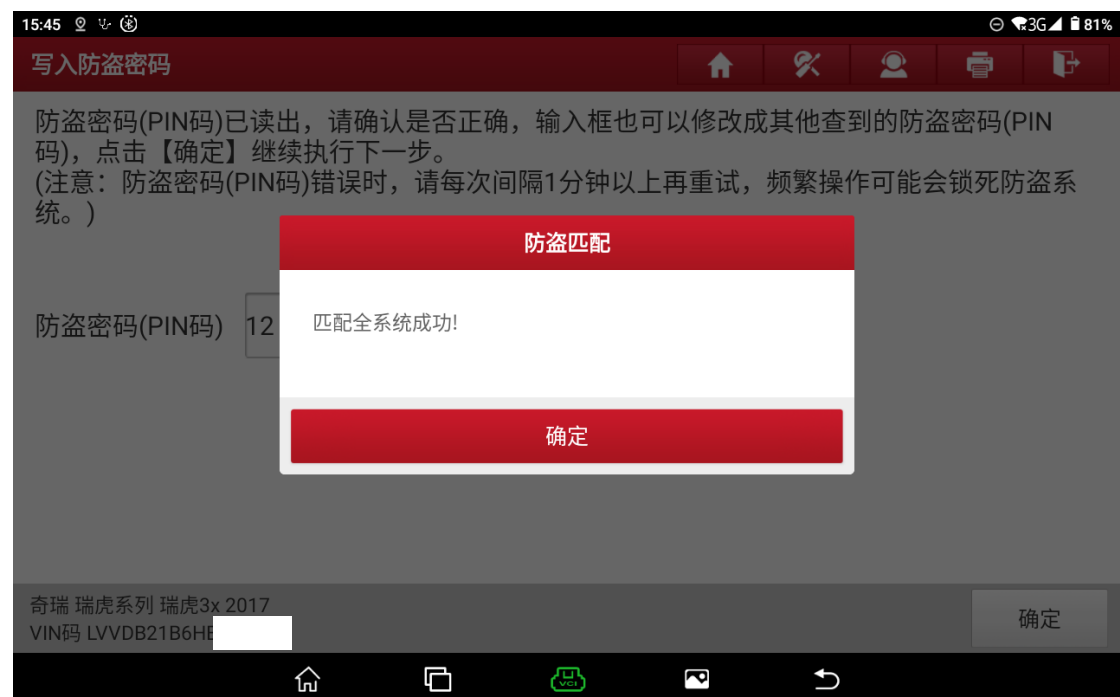 15:45
3G
81%
写入防盗密码
防盗密码(PIN码)已读出，请确认是否正确，输入框也可以修改成其他查到的防盗密码(PIN
码)，点击【确定】继续执行下一步。
(注意：防盗密码(PIN码)错误时，请每次间隔1分钟以上再重试，频繁操作可能会锁死防盗系
统。)
防盗匹配
防盗密码(PIN码)
12
匹配全系统成功!
确定
奇瑞 瑞虎系列 瑞虎3x 2017
VIN码 LVVDB21B6H
确定
VCI